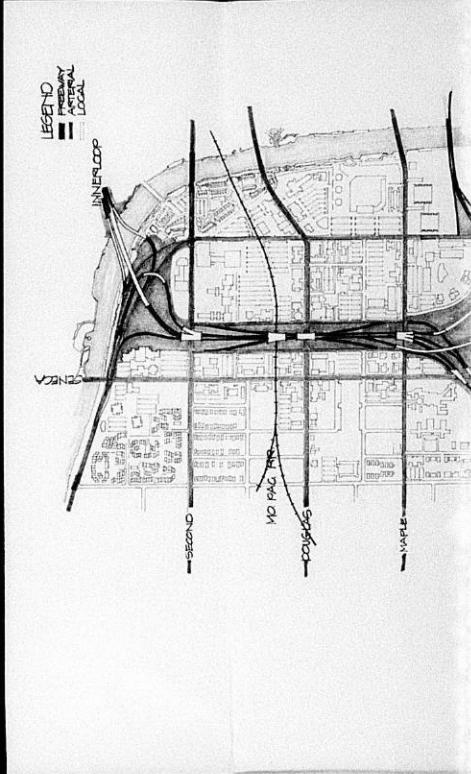 LEGEND
FREEWAY
ARTERIAL
LOCAL
INNERLOOP
SENECA
SECOND
MO. PAC. RR
DOUGLAS
MAPLE